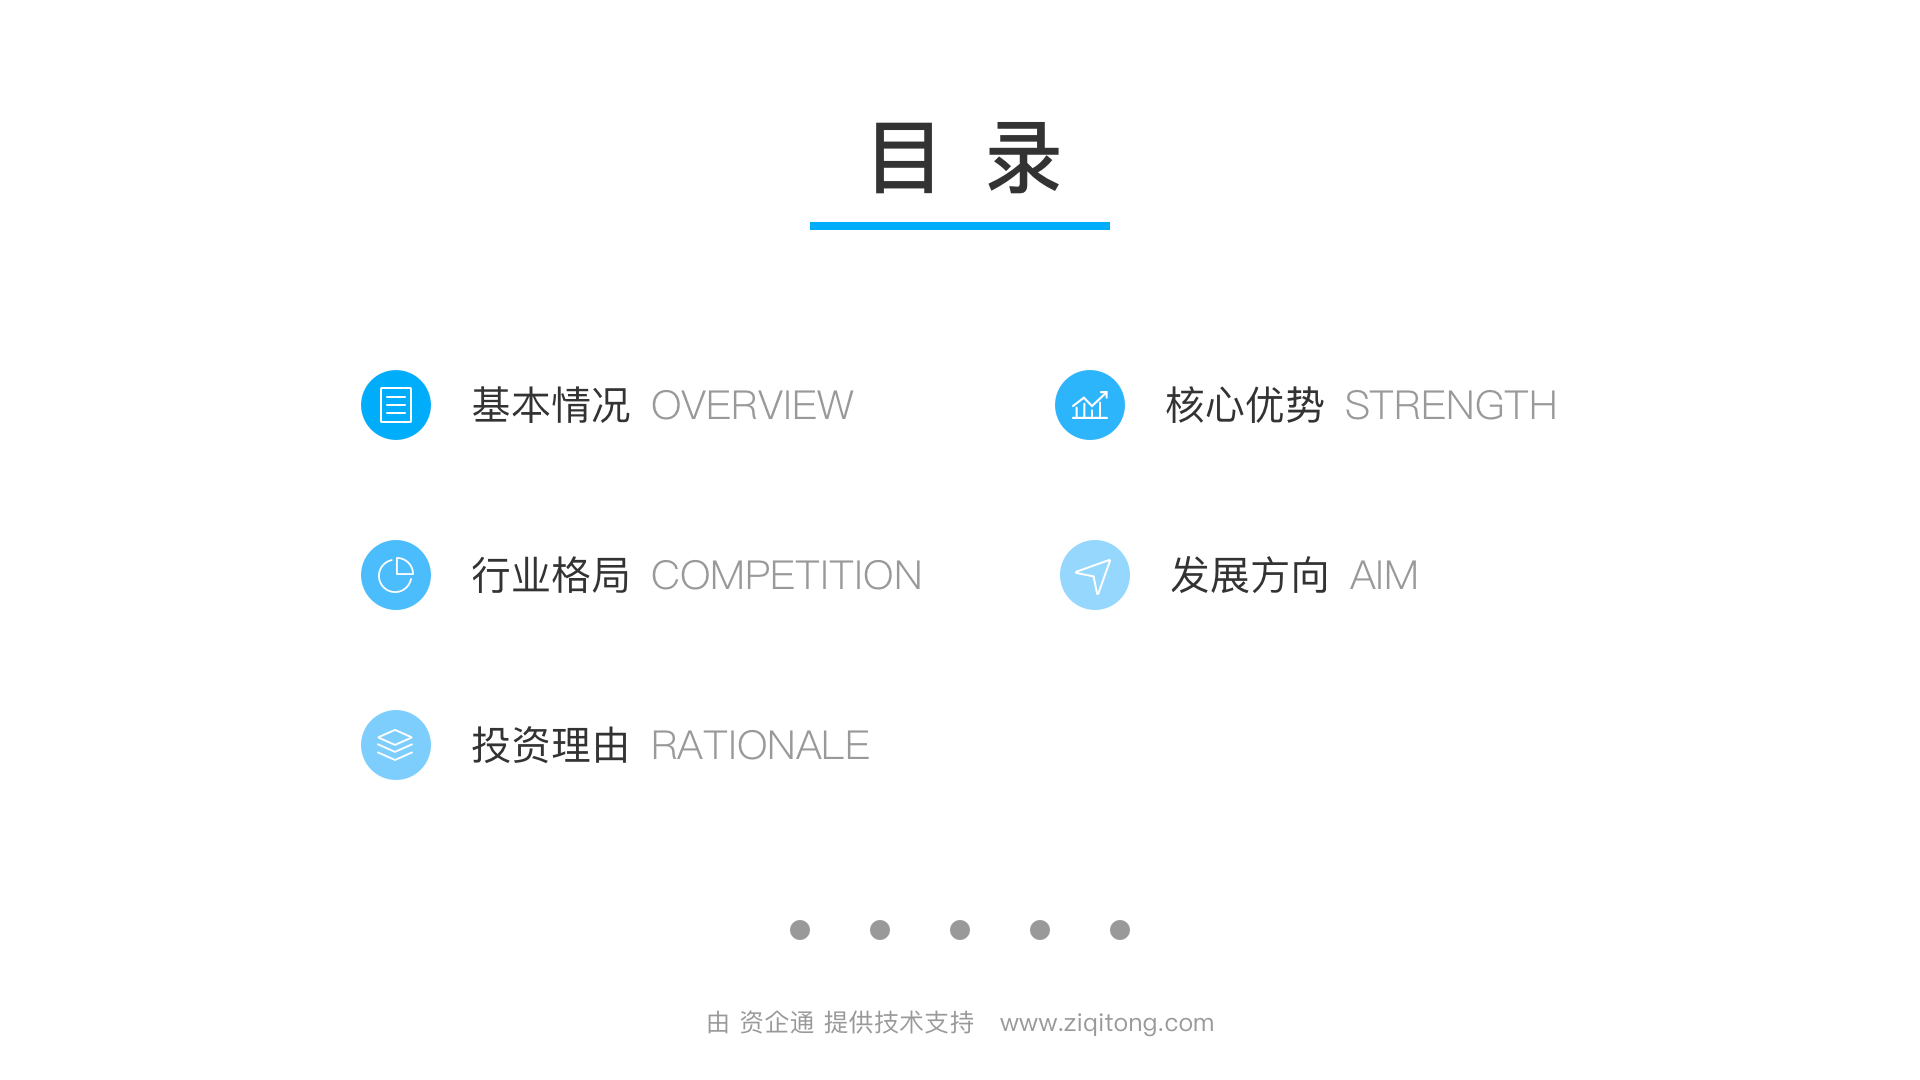 目 录
基本情况 OVERVIEW
核心优势 STRENGTH
行业格局 COMPETITION
发展方向 AIM
投资理由 RATIONALE
由 资企通 提供技术支持 www.ziqitong.com